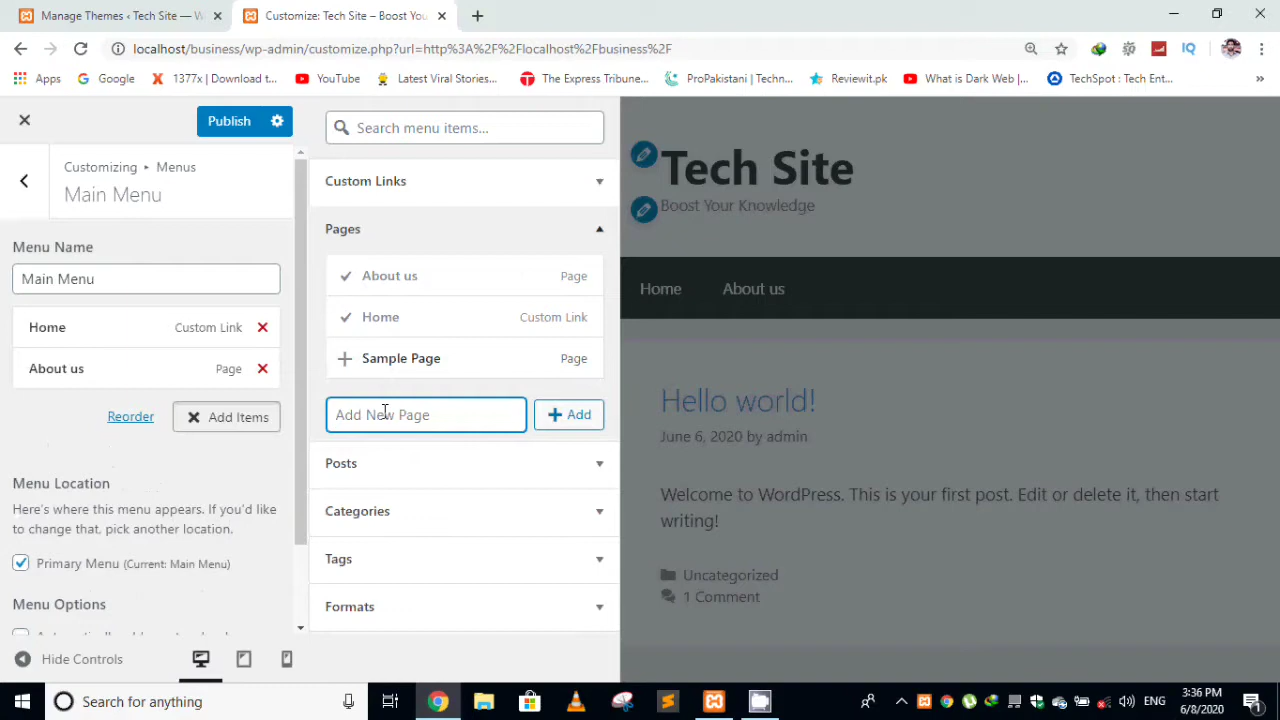 Manage Themes ‹ Tech Site — W
Customize: Tech Site – Boost You
localhost/business/wp-admin/customize.php?url=http%3A%2F%2Flocalhost%2Fbusiness%2F
Apps
Google
1377x | Download t...
YouTube
Latest Viral Stories...
The Express Tribune...
ProPakistani | Techn...
Reviewit.pk
What is Dark Web |...
TechSpot : Tech Ent...
Publish
Customizing ▸ Menus
Main Menu
Menu Name
Main Menu
Home Custom Link
About us Page
Reorder
Add Items
Menu Location
Here's where this menu appears. If you'd like
to change that, pick another location.
Primary Menu (Current: Main Menu)
Menu Options
Hide Controls
Search menu items...
Custom Links
Pages
About us Page
Home Custom Link
Sample Page Page
Add New Page
Add
Posts
Categories
Tags
Formats
Tech Site
Boost Your Knowledge
Home About us
Hello world!
June 6, 2020 by admin
Welcome to WordPress. This is your first post. Edit or delete it, then start
writing!
Uncategorized
1 Comment
Search for anything
ENG
3:36 PM
6/8/2020
1